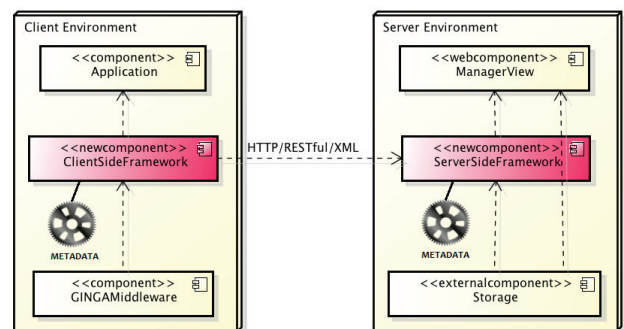 Client Environment
<<component>>
Application
<<newcomponent>>
ClientSideFramework
METADATA
<<component>>
GINGAMiddleware
HTTP/RESTful/XML
Server Environment
<<webcomponent>>
ManagerView
<<newcomponent>>
ServerSideFramework
METADATA
<<externalcomponent>>
Storage